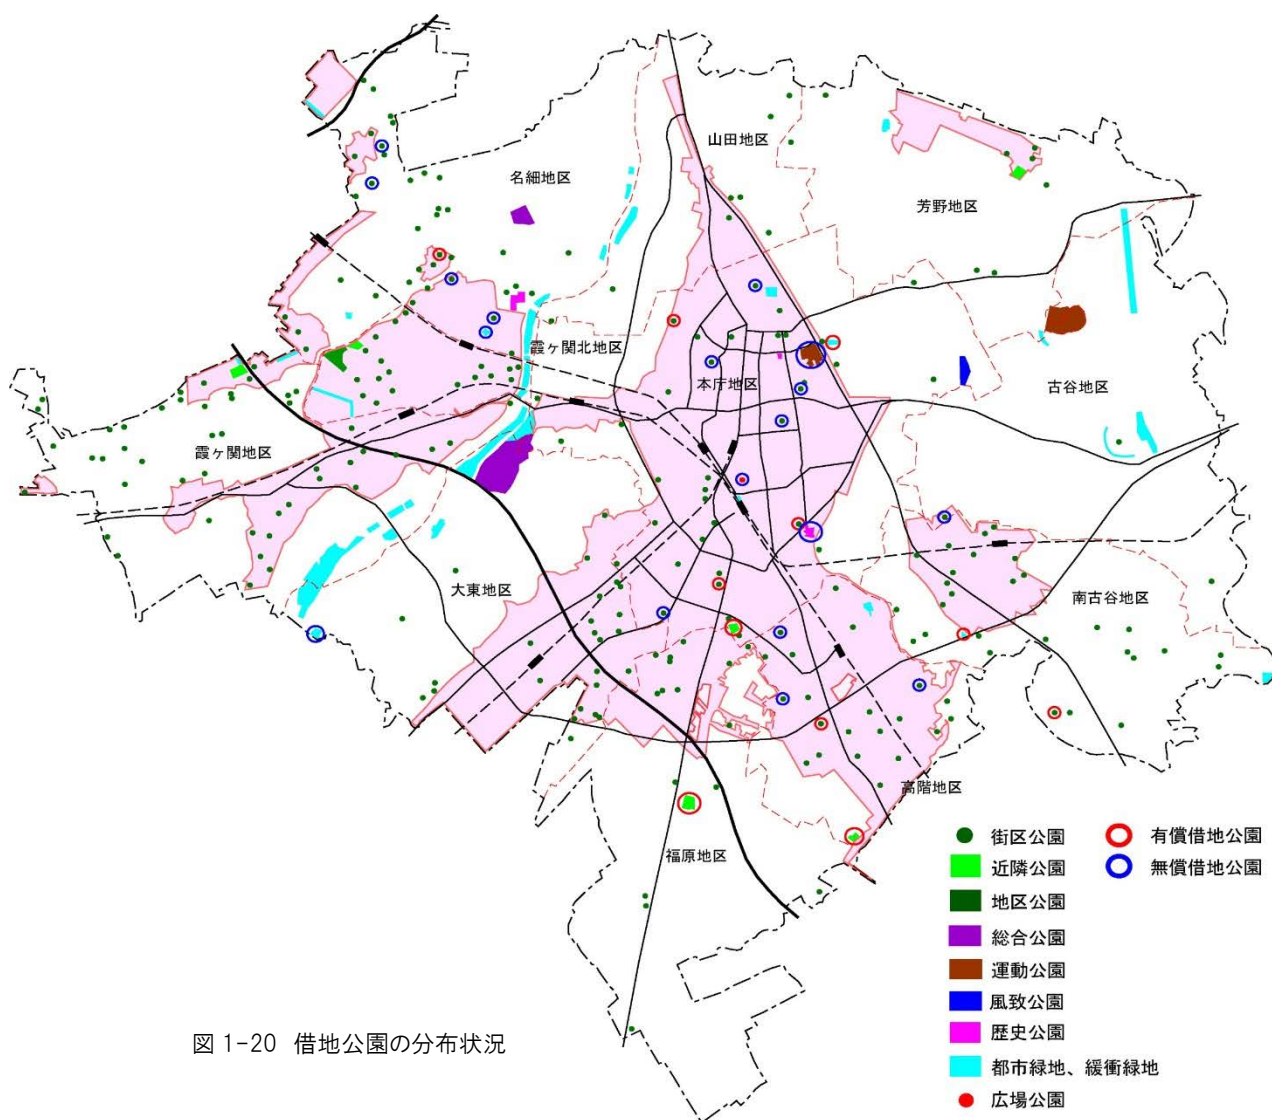 山田地区
名細地区
芳野地区
霞ヶ関北地区
本庁地区
古谷地区
霞ヶ関地区
大東地区
南古谷地区
高階地区
福原地区
街区公園
近隣公園
地区公園
総合公園
運動公園
風致公園
歴史公園
都市緑地、緩衝緑地
広場公園
有償借地公園
無償借地公園
図 1-20 借地公園の分布状況